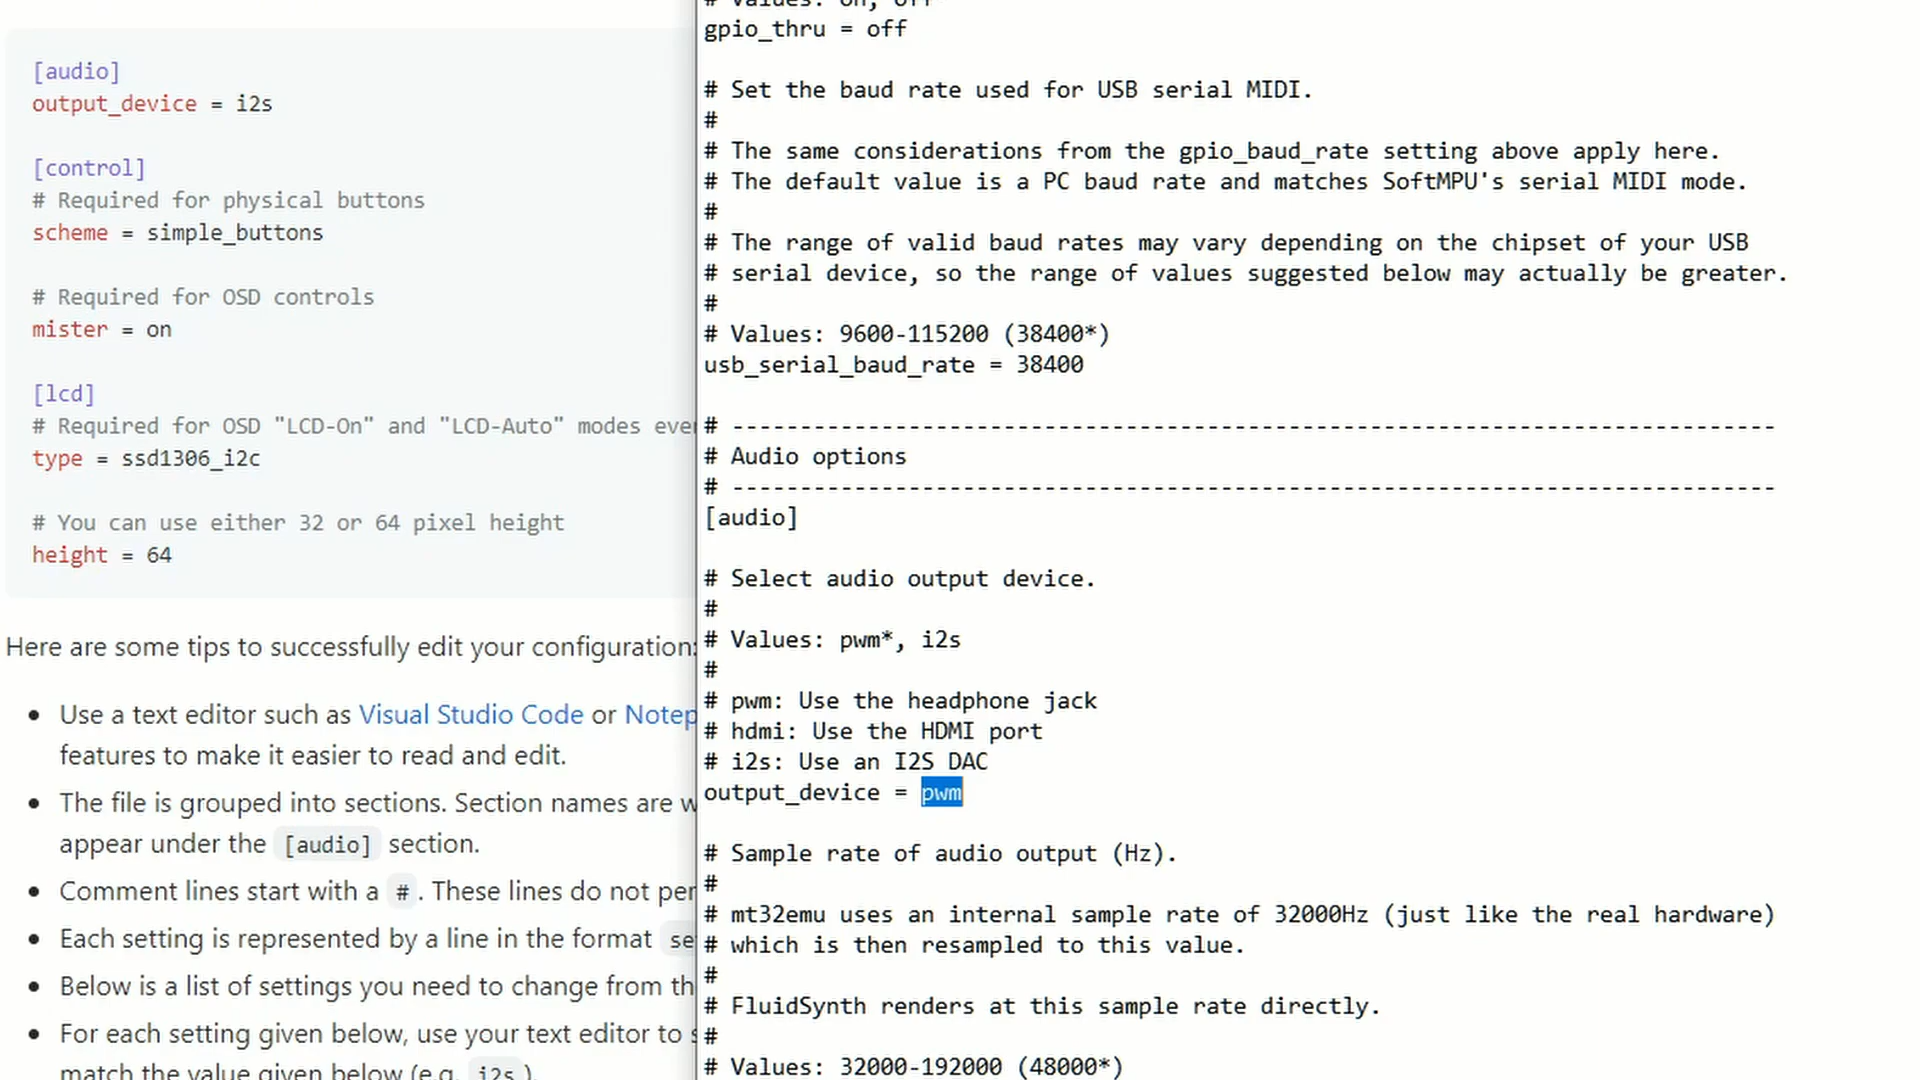 [audio]
output_device = i2s
[control]
# Required for physical buttons
scheme = simple_buttons
# Required for OSD controls
mister = on
[lcd]
# Required for OSD "LCD-On" and "LCD-Auto" modes
type = ssd1306_i2c
# You can use either 32 or 64 pixel height
height = 64
Here are some tips to successfully edit your configuration:
Use a text editor such as Visual Studio Code or
features to make it easier to read and edit.
The file is grouped into sections. Section names are
appear under the [audio] section.
Comment lines start with a #. These lines do not
Each setting is represented by a line in the format
Below is a list of settings you need to change from
For each setting given below, use your text editor to
match the value given below (e.g. i2s).
# Values: on, off
gpio_thru = off
# Set the baud rate used for USB serial MIDI.
#
# The same considerations from the gpio_baud_rate setting above apply here.
# The default value is a PC baud rate and matches SoftMPU's serial MIDI mode.
#
# The range of valid baud rates may vary depending on the chipset of your USB
# serial device, so the range of values suggested below may actually be greater.
#
# Values: 9600-115200 (38400*)
usb_serial_baud_rate = 38400
# -----------------------------------------------------------------------------
# Audio options
# -----------------------------------------------------------------------------
[audio]
# Select audio output device.
#
# Values: pwm*, i2s
#
# pwm: Use the headphone jack
# hdmi: Use the HDMI port
# i2s: Use an I2S DAC
output_device = pwm
# Sample rate of audio output (Hz).
#
# mt32emu uses an internal sample rate of 32000Hz (just like the real hardware)
# which is then resampled to this value.
#
# FluidSynth renders at this sample rate directly.
#
# Values: 32000-192000 (48000*)